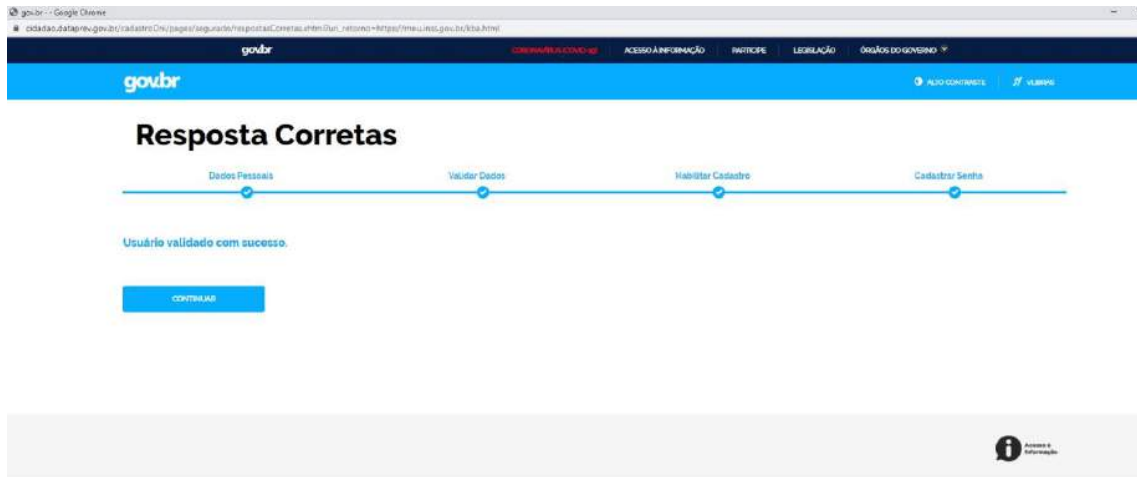 gov.br - - Google Chrome
gov.br
CORONAVÍRUS (COVID-19) ACESSO À INFORMAÇÃO PARTICIPE LEGISLAÇÃO ÓRGÃOS DO GOVERNO
gov.br
ALTO CONTRASTE VLIBRAS
Resposta Corretas
Dados Pessoais Validar Dados Habilitar Cadastro Cadastrar Senha
Usuário validado com sucesso.
CONTINUAR
Acesso à
Informação